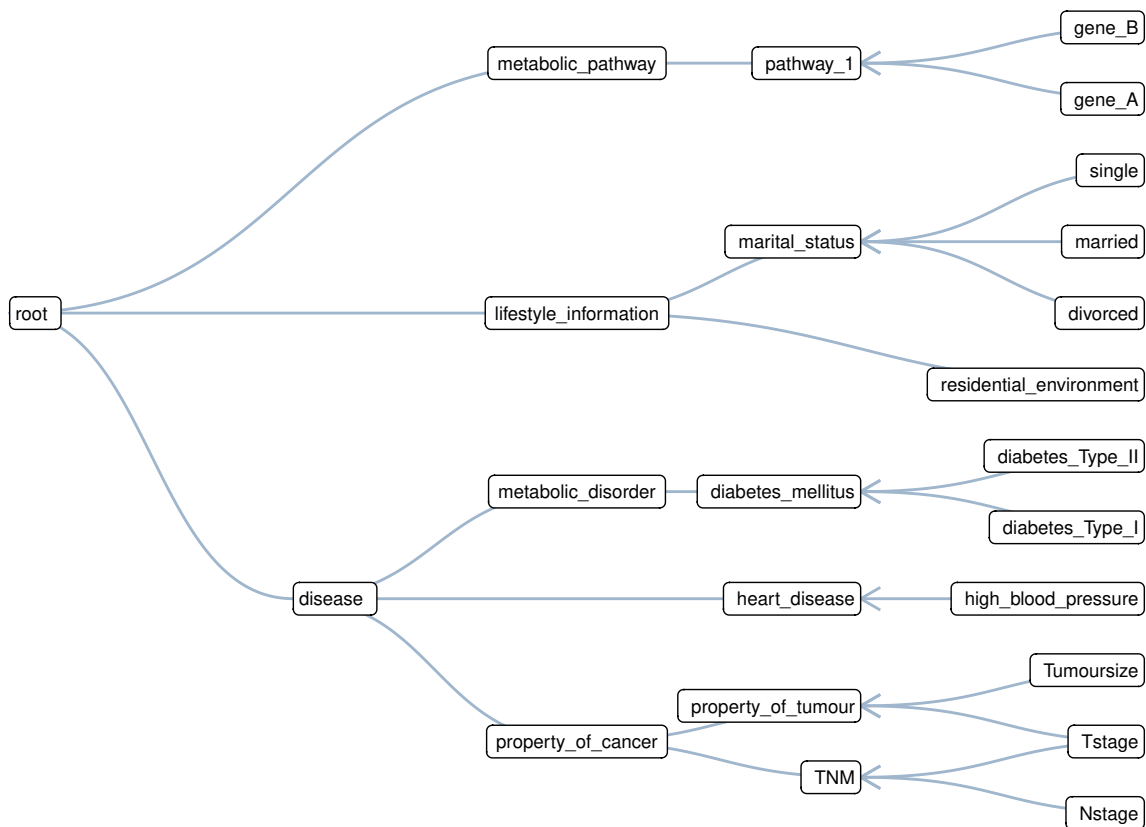 gene_B
metabolic_pathway
pathway_1
gene_A
single
marital_status
married
root
lifestyle_information
divorced
residential_environment
diabetes_Type_II
metabolic_disorder
diabetes_mellitus
diabetes_Type_I
disease
heart_disease
high_blood_pressure
Tumoursize
property_of_tumour
property_of_cancer
Tstage
TNM
Nstage